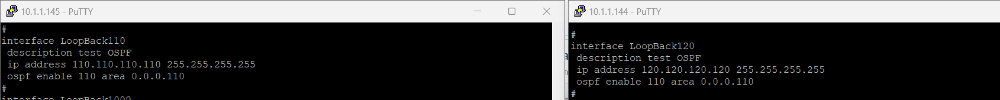 10.1.1.145 - PuTTY
#
interface LoopBack110
 description test OSPF
 ip address 110.110.110.110 255.255.255.255
 ospf enable 110 area 0.0.0.110
#
interface LoopBack1000
10.1.1.144 - PuTTY
#
interface LoopBack120
 description test OSPF
 ip address 120.120.120.120 255.255.255.255
 ospf enable 110 area 0.0.0.110
#